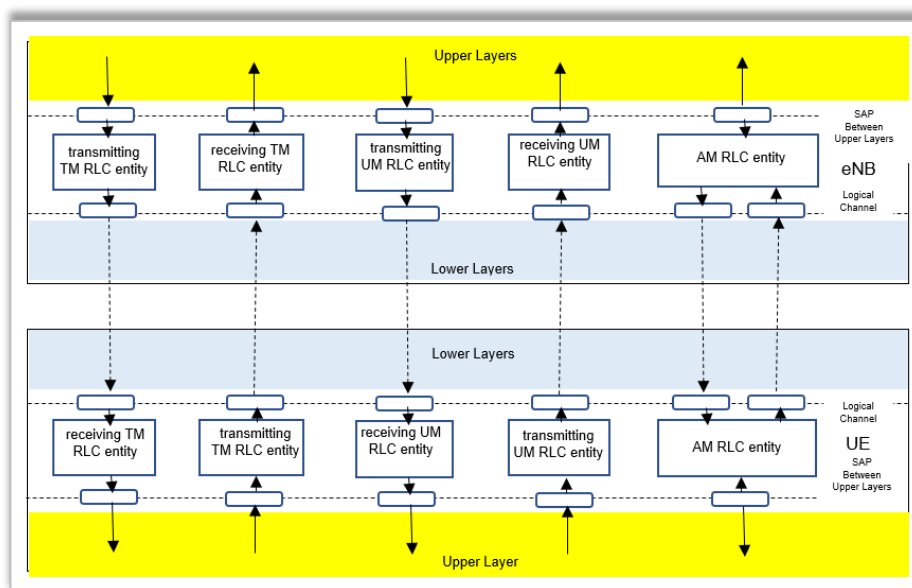 Upper Layers
SAP
Between
Upper Layers
transmitting
TM RLC entity
receiving TM
RLC entity
transmitting
UM RLC entity
receiving UM
RLC entity
AM RLC entity
eNB
Logical
Channel
Lower Layers
Lower Layers
Logical
Channel
receiving TM
RLC entity
transmitting
TM RLC entity
receiving UM
RLC entity
transmitting
UM RLC entity
AM RLC entity
UE
SAP
Between
Upper Layers
Upper Layer